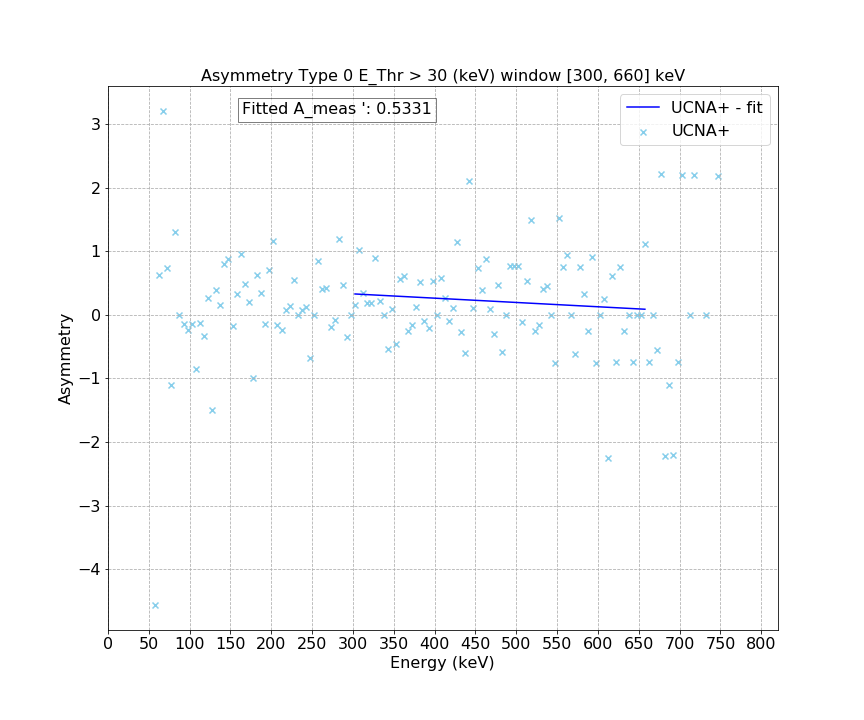 Asymmetry Type 0 E_Thr > 30 (keV) window [300, 660] keV
Fitted A_meas ': 0.5331
UCNA+ - fit
UCNA+
3
2
1
0
−1
−2
−3
−4
Asymmetry
0 50 100 150 200 250 300 350 400 450 500 550 600 650 700 750 800
Energy (keV)